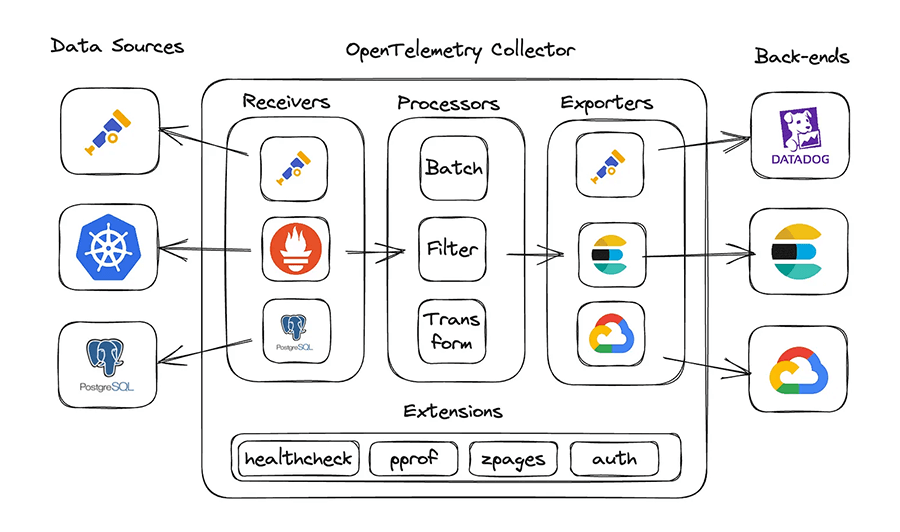 Data Sources
OpenTelemetry Collector
Back-ends
Receivers
Processors
Exporters
Batch
Filter
Trans
form
PostgreSQL
PostgreSQL
DATADOG
Extensions
healthcheck
pprof
zpages
auth